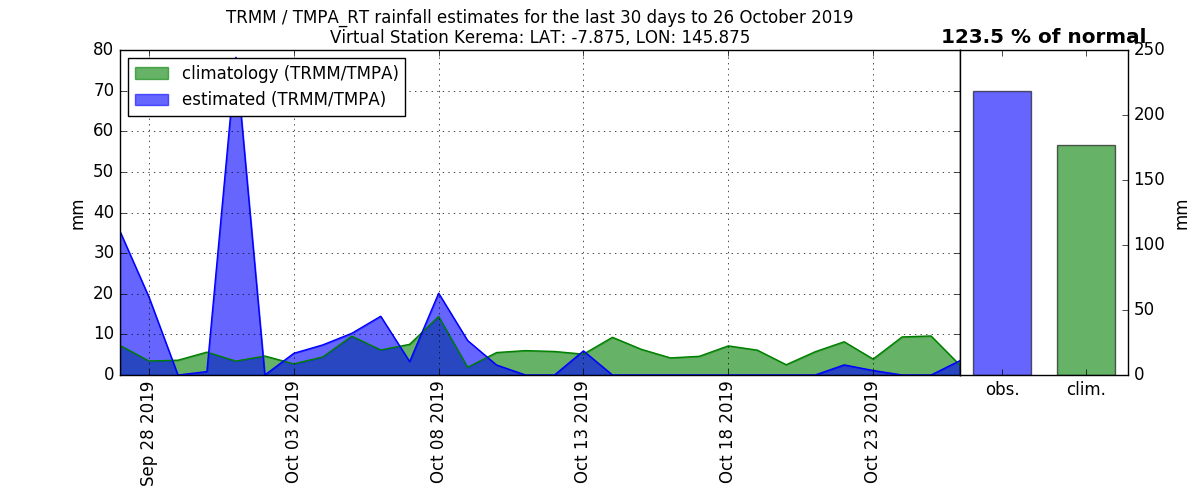 TRMM / TMPA_RT rainfall estimates for the last 30 days to 26 October 2019
Virtual Station Kerema: LAT: -7.875, LON: 145.875
123.5 % of normal
climatology (TRMM/TMPA)
estimated (TRMM/TMPA)
80
70
60
50
40
30
20
10
0
mm
Sep 28 2019
Oct 03 2019
Oct 08 2019
Oct 13 2019
Oct 18 2019
Oct 23 2019
250
200
150
100
50
0
mm
obs.
clim.